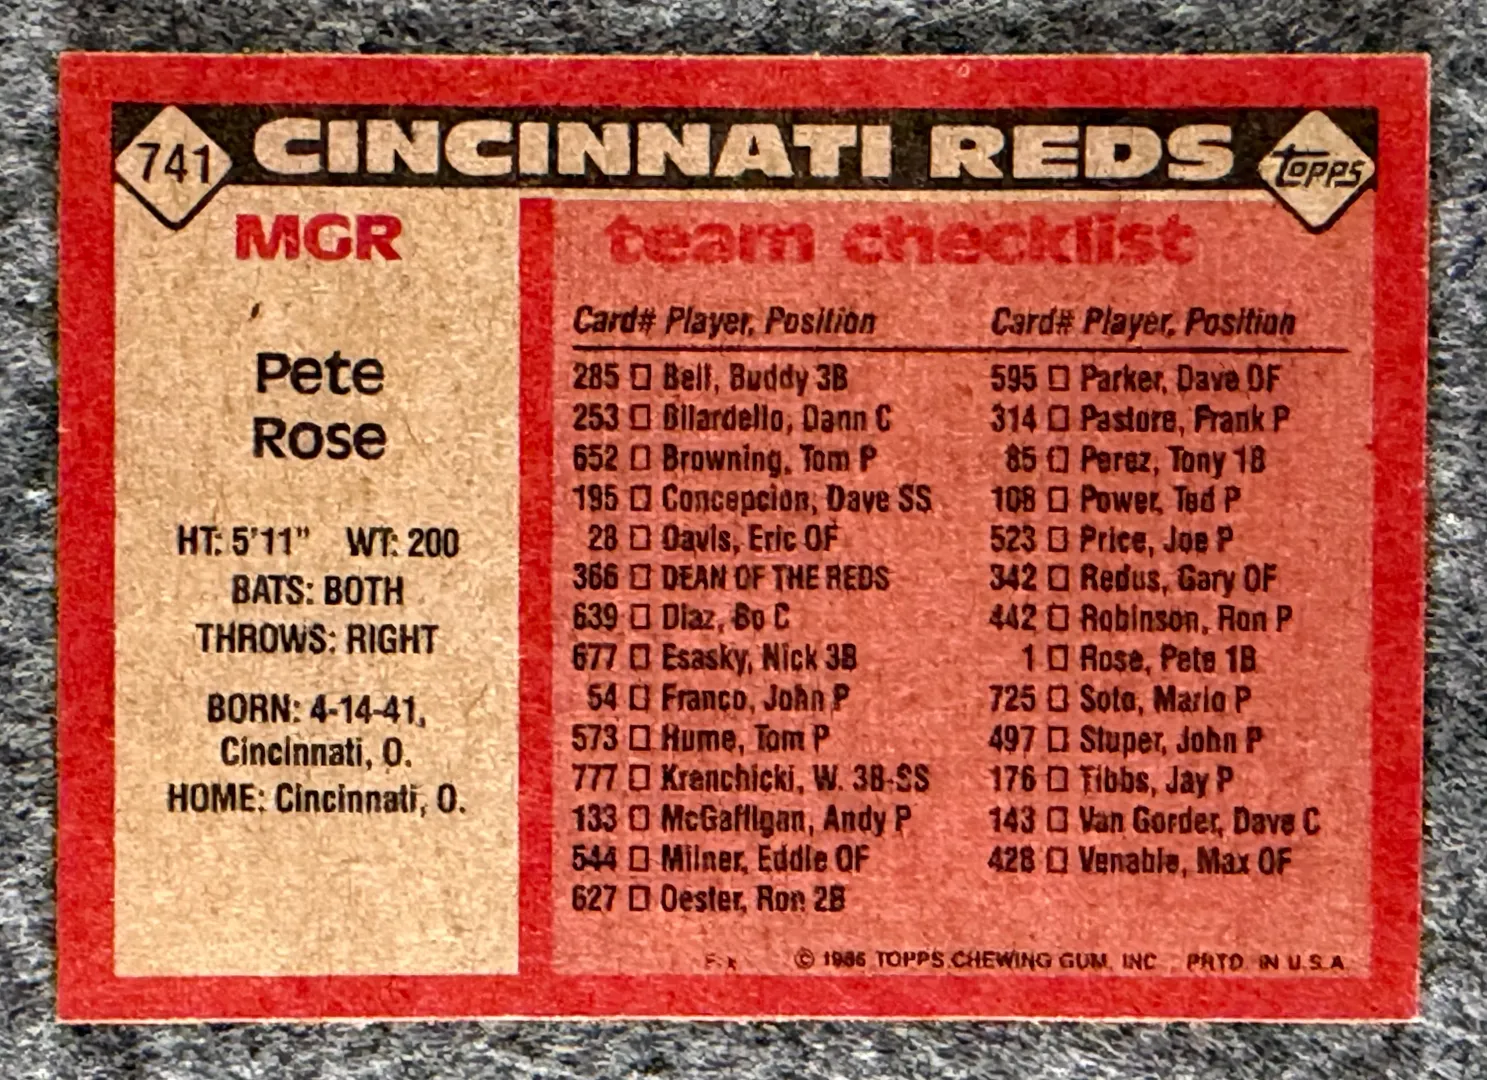 741 CINCINNATI REDS TOPPS
MGR
Pete
Rose
HT: 5'11" WT: 200
BATS: BOTH
THROWS: RIGHT
BORN: 4-14-41,
Cincinnati, O.
HOME: Cincinnati, O.
team checklist
Card# Player, Position
285 Bell, Buddy 3B
253 Bilardello, Dann C
652 Browning, Tom P
195 Concepcion, Dave SS
28 Davis, Eric OF
366 DEAN OF THE REDS
639 Diaz, Bo C
677 Esasky, Nick 3B
54 Franco, John P
573 Hume, Tom P
777 Krenchicki, W. 3B-SS
133 McGaffigan, Andy P
544 Milner, Eddie OF
627 Oester, Ron 2B
Card# Player, Position
595 Parker, Dave OF
314 Pastore, Frank P
85 Perez, Tony 1B
108 Power, Ted P
523 Price, Joe P
342 Redus, Gary OF
442 Robinson, Ron P
1 Rose, Pete 1B
725 Soto, Mario P
497 Stuper, John P
176 Tibbs, Jay P
143 Van Gorder, Dave C
428 Venable, Max OF
© 1986 TOPPS CHEWING GUM, INC. PRTD. IN U.S.A.